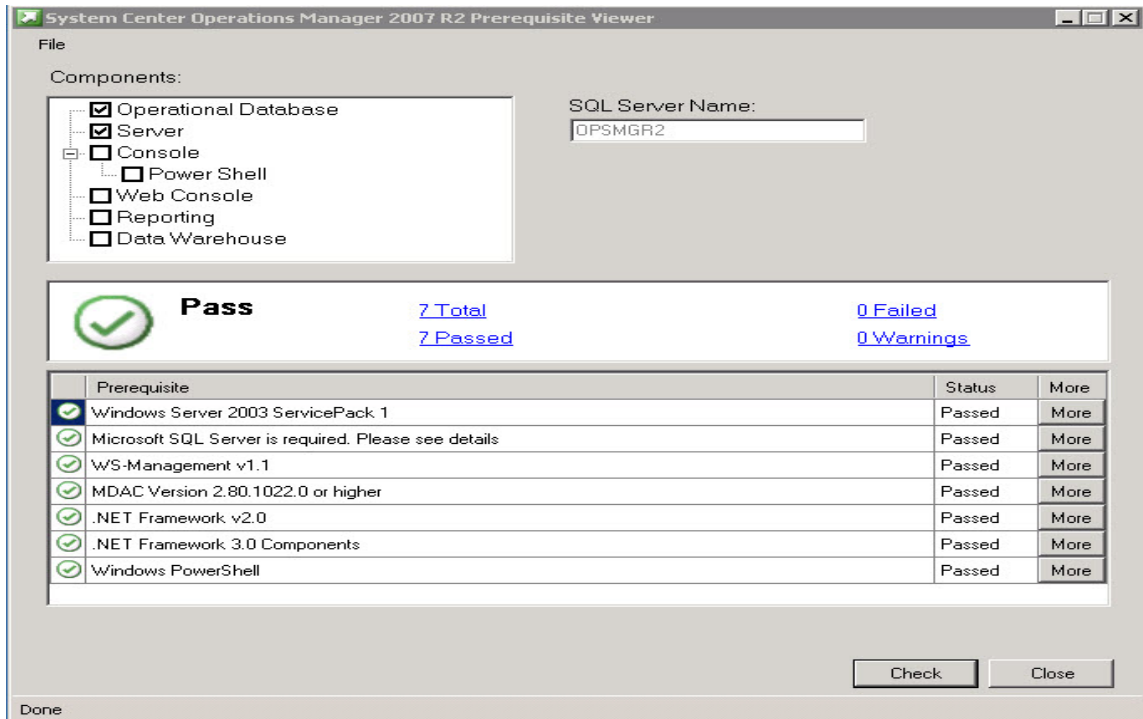 System Center Operations Manager 2007 R2 Prerequisite Viewer
File
Components:
Operational Database
Server
Console
Power Shell
Web Console
Reporting
Data Warehouse
SQL Server Name:
OPSMGR2
Pass
7 Total
0 Failed
7 Passed
0 Warnings
Prerequisite Status More
Windows Server 2003 ServicePack 1 Passed More
Microsoft SQL Server is required. Please see details Passed More
WS-Management v1.1 Passed More
MDAC Version 2.80.1022.0 or higher Passed More
.NET Framework v2.0 Passed More
.NET Framework 3.0 Components Passed More
Windows PowerShell Passed More
Check Close
Done